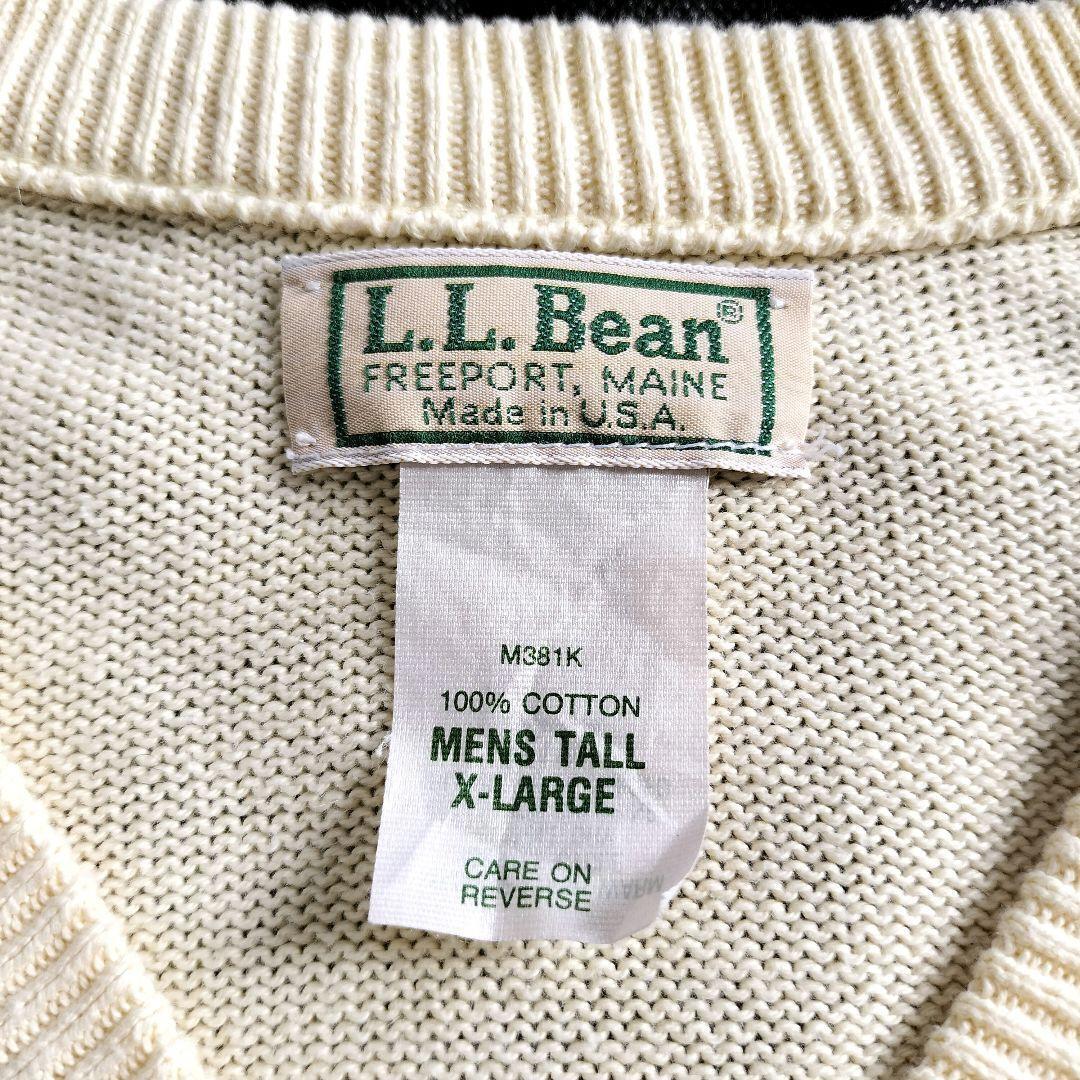 L.L.Bean®
FREEPORT, MAINE
Made in U.S.A.
M381K
100% COTTON
MENS TALL
X-LARGE
CARE ON
REVERSE